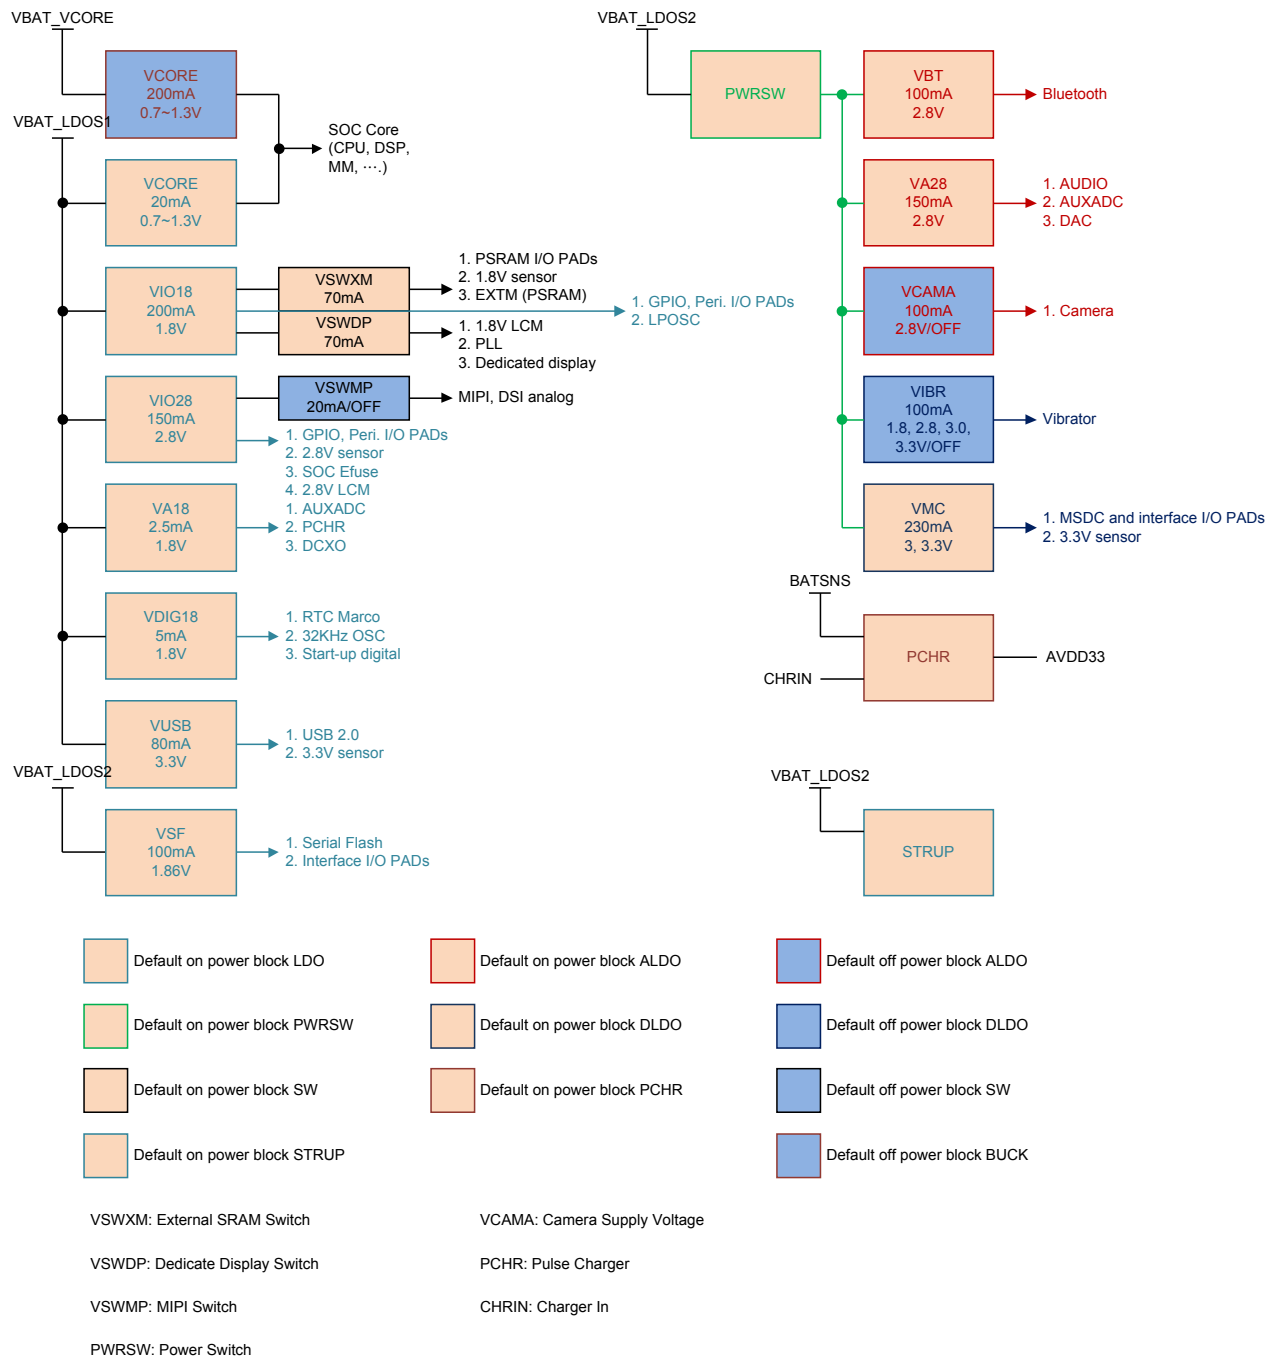 VBAT_VCORE
VCORE
200mA
0.7~1.3V
VBAT_LDOS1
SOC Core
(CPU, DSP,
MM, ….)
VCORE
20mA
0.7~1.3V
VIO18
200mA
1.8V
VSWXM
70mA
1. PSRAM I/O PADs
2. 1.8V sensor
3. EXTM (PSRAM)
1. GPIO, Peri. I/O PADs
2. LPOSC
VSWDP
70mA
1. 1.8V LCM
2. PLL
3. Dedicated display
VIO28
150mA
2.8V
VSWMP
20mA/OFF
MIPI, DSI analog
1. GPIO, Peri. I/O PADs
2. 2.8V sensor
3. SOC Efuse
4. 2.8V LCM
VA18
2.5mA
1.8V
1. AUXADC
2. PCHR
3. DCXO
VDIG18
5mA
1.8V
1. RTC Marco
2. 32KHz OSC
3. Start-up digital
VUSB
80mA
3.3V
1. USB 2.0
2. 3.3V sensor
VBAT_LDOS2
VSF
100mA
1.86V
1. Serial Flash
2. Interface I/O PADs
VBAT_LDOS2
PWRSW
VBT
100mA
2.8V
Bluetooth
VA28
150mA
2.8V
1. AUDIO
2. AUXADC
3. DAC
VCAMA
100mA
2.8V/OFF
1. Camera
VIBR
100mA
1.8, 2.8, 3.0,
3.3V/OFF
Vibrator
VMC
230mA
3, 3.3V
1. MSDC and interface I/O PADs
2. 3.3V sensor
BATSNS
PCHR
CHRIN
AVDD33
VBAT_LDOS2
STRUP
Default on power block LDO
Default on power block ALDO
Default off power block ALDO
Default on power block PWRSW
Default on power block DLDO
Default off power block DLDO
Default on power block SW
Default on power block PCHR
Default off power block SW
Default on power block STRUP
Default off power block BUCK
VSWXM: External SRAM Switch
VCAMA: Camera Supply Voltage
VSWDP: Dedicate Display Switch
PCHR: Pulse Charger
VSWMP: MIPI Switch
CHRIN: Charger In
PWRSW: Power Switch